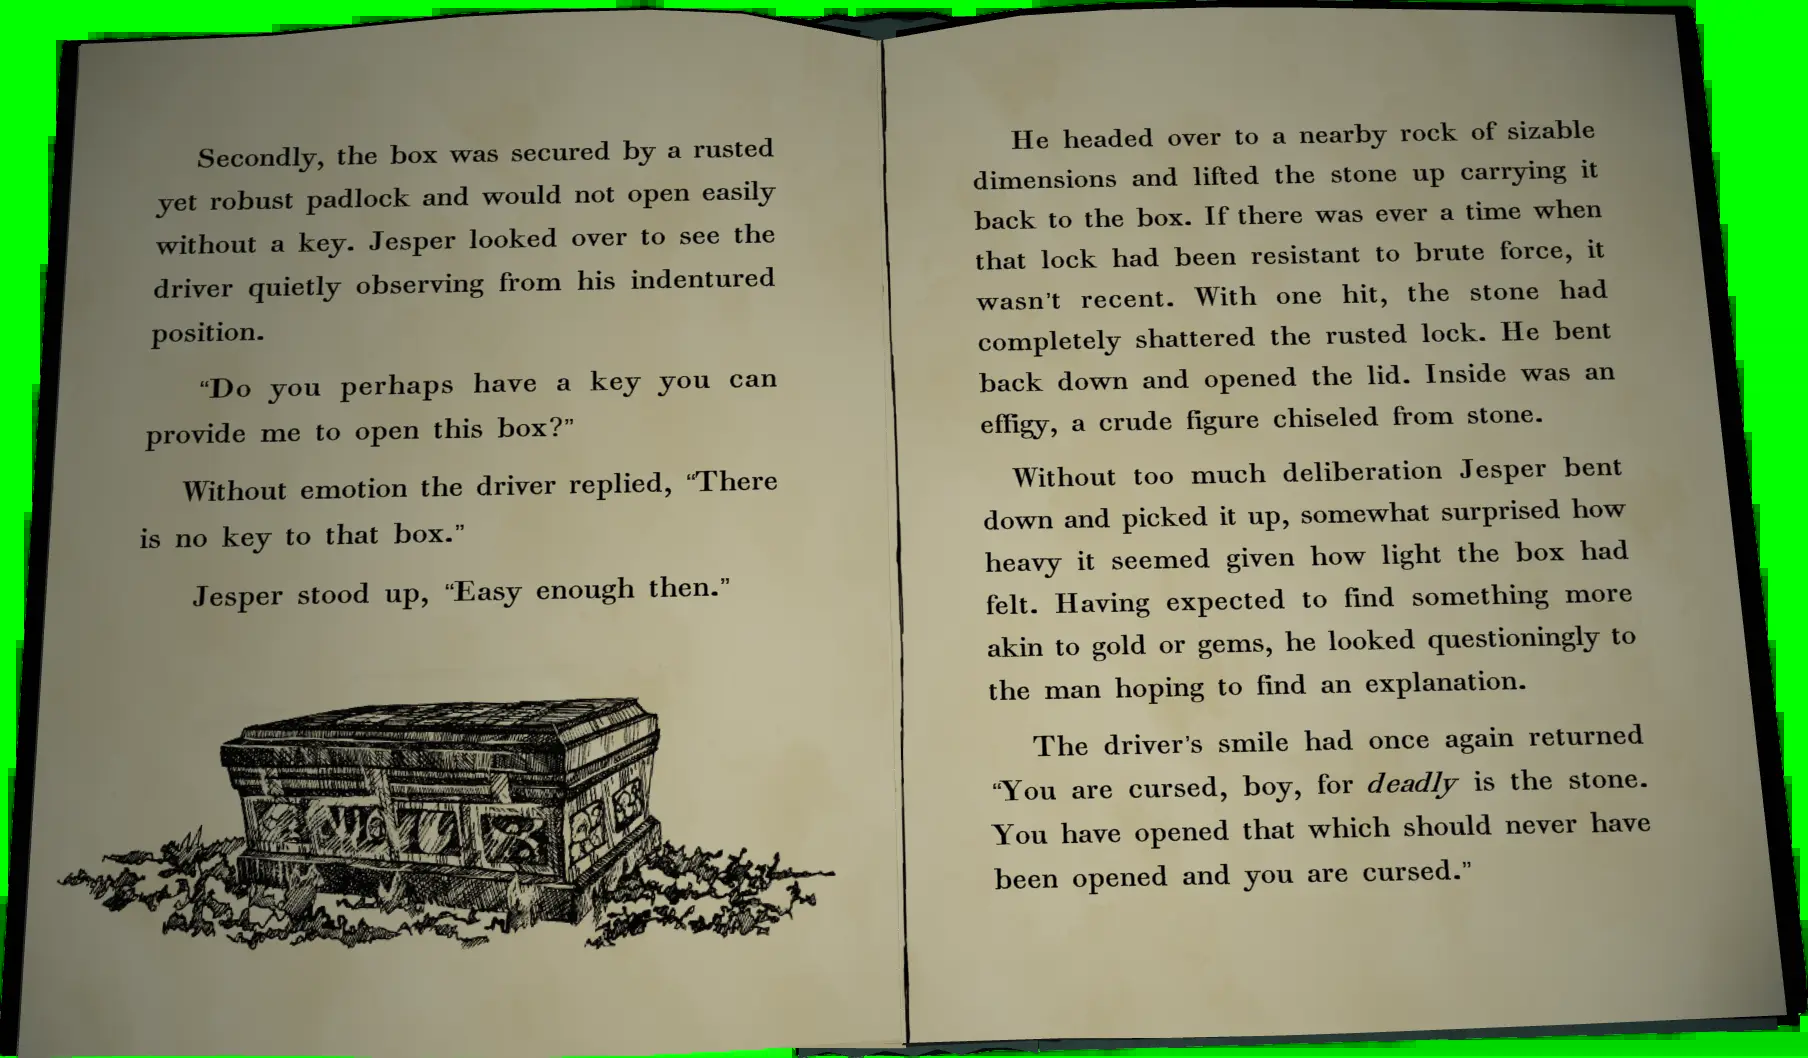 Secondly, the box was secured by a rusted
yet robust padlock and would not open easily
without a key. Jesper looked over to see the
driver quietly observing from his indentured
position.
“Do you perhaps have a key you can
provide me to open this box?”
Without emotion the driver replied, “There
is no key to that box.”
Jesper stood up, “Easy enough then.”
He headed over to a nearby rock of sizable
dimensions and lifted the stone up carrying it
back to the box. If there was ever a time when
that lock had been resistant to brute force, it
wasn’t recent. With one hit, the stone had
completely shattered the rusted lock. He bent
back down and opened the lid. Inside was an
effigy, a crude figure chiseled from stone.
Without too much deliberation Jesper bent
down and picked it up, somewhat surprised how
heavy it seemed given how light the box had
felt. Having expected to find something more
akin to gold or gems, he looked questioningly to
the man hoping to find an explanation.
The driver’s smile had once again returned
“You are cursed, boy, for deadly is the stone.
You have opened that which should never have
been opened and you are cursed.”